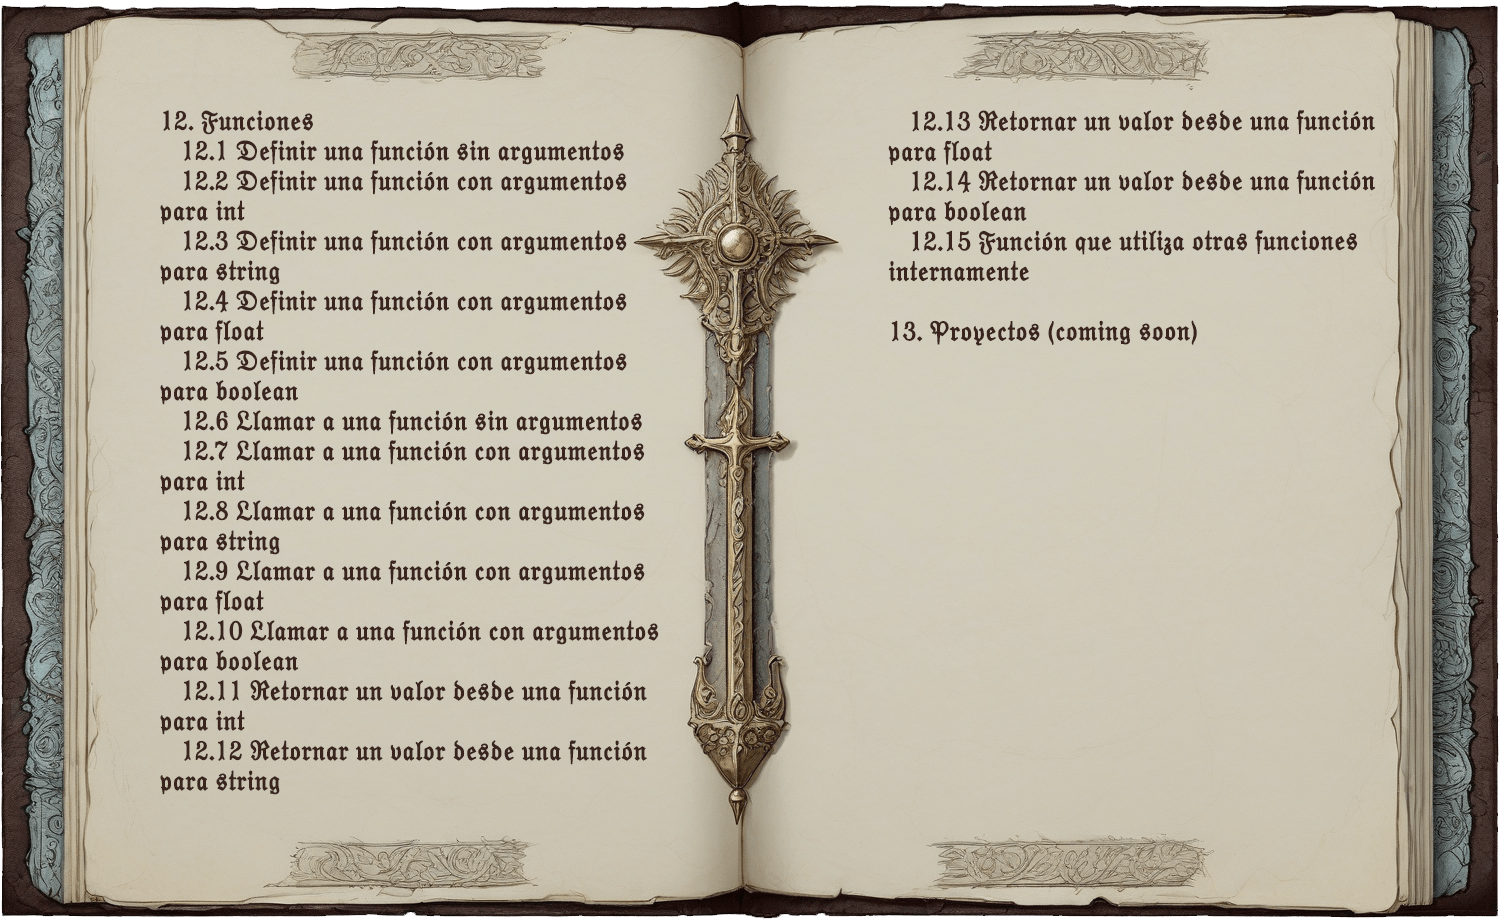 12. Funciones
12.1 Definir una función sin argumentos
12.2 Definir una función con argumentos
para int
12.3 Definir una función con argumentos
para string
12.4 Definir una función con argumentos
para float
12.5 Definir una función con argumentos
para boolean
12.6 Llamar a una función sin argumentos
12.7 Llamar a una función con argumentos
para int
12.8 Llamar a una función con argumentos
para string
12.9 Llamar a una función con argumentos
para float
12.10 Llamar a una función con argumentos
para boolean
12.11 Retornar un valor desde una función
para int
12.12 Retornar un valor desde una función
para string
12.13 Retornar un valor desde una función
para float
12.14 Retornar un valor desde una función
para boolean
12.15 Función que utiliza otras funciones
internamente
13. Proyectos (coming soon)